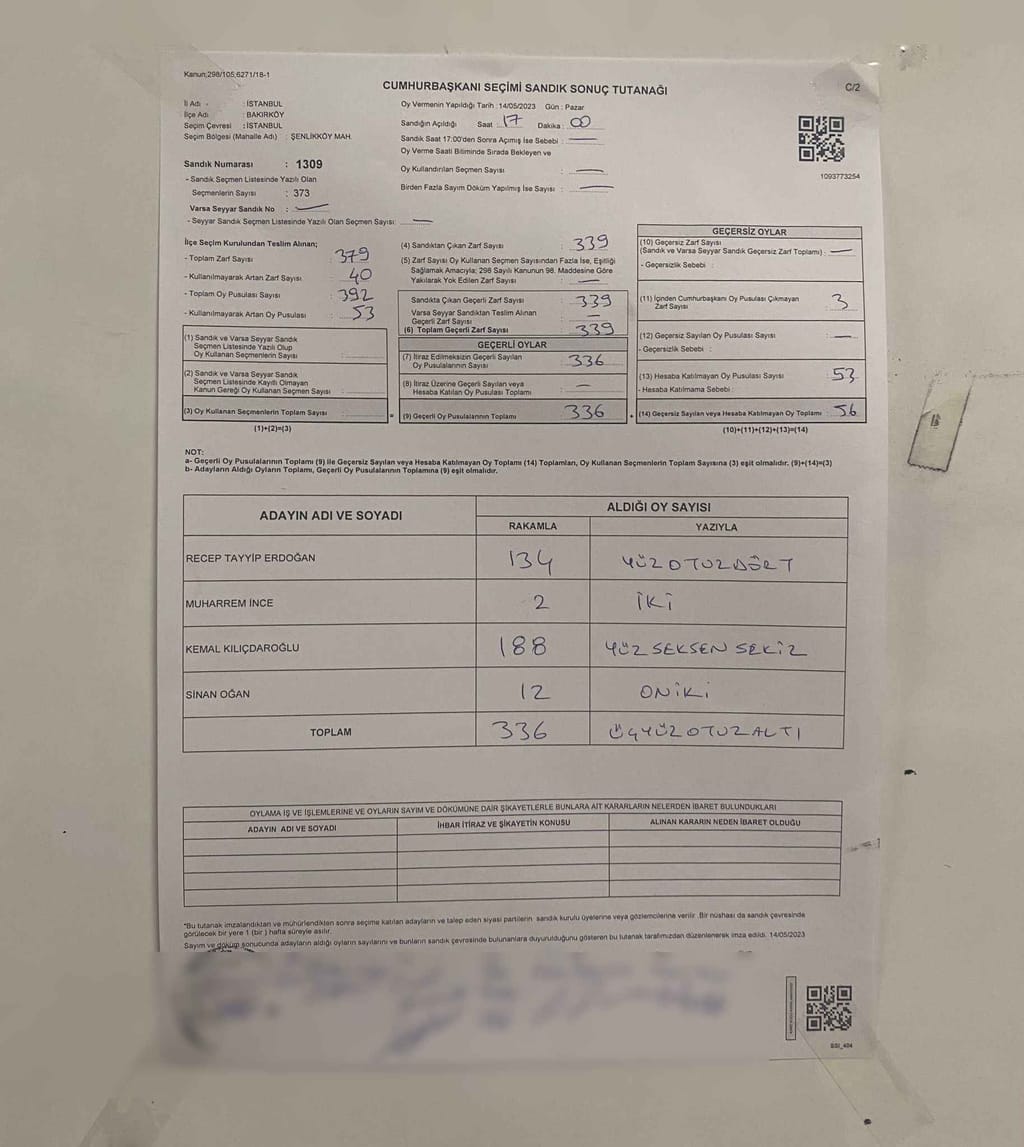 Kanun;298/105;6271/18-1
CUMHURBAŞKANI SEÇİMİ SANDIK SONUÇ TUTANAĞI
C/2
İl Adı : İSTANBUL
İlçe Adı : BAKIRKÖY
Seçim Çevresi : İSTANBUL
Seçim Bölgesi (Mahalle Adı) : ŞENLİKKÖY MAH.
Oy Vermenin Yapıldığı Tarih :14/05/2023 Gün : Pazar
Sandığın Açıldığı Saat : 17 Dakika : 00
Sandık Saat 17:00'den Sonra Açımış İse Sebebi : —
Oy Verme Saati Bitiminde Sırada Bekleyen ve
Oy Kullandırılan Seçmen Sayısı : —
Birden Fazla Sayım Döküm Yapılmış İse Sayısı : —
1093773254
Sandık Numarası : 1309
- Sandık Seçmen Listesinde Yazılı Olan
Seçmenlerin Sayısı : 373
Varsa Seyyar Sandık No : —
- Seyyar Sandık Seçmen Listesinde Yazılı Olan Seçmen Sayısı: —
İlçe Seçim Kurulundan Teslim Alınan;
- Toplam Zarf Sayısı : 379
- Kullanılmayarak Artan Zarf Sayısı : 40
- Toplam Oy Pusulası Sayısı : 392
- Kullanılmayarak Artan Oy Pusulası : 53
(1) Sandık ve Varsa Seyyar Sandık
Seçmen Listesinde Yazılı Olup
Oy Kullanan Seçmenlerin Sayısı :
(2) Sandık ve Varsa Seyyar Sandık
Seçmen Listesinde Kayıtlı Olmayan
Kanun Gereği Oy Kullanan Seçmen Sayısı :
(3) Oy Kullanan Seçmenlerin Toplam Sayısı :
(1)+(2)=(3)
(4) Sandıktan Çıkan Zarf Sayısı : 339
(5) Zarf Sayısı Oy Kullanan Seçmen Sayısından Fazla İse, Eşitliği
Sağlamak Amacıyla; 298 Sayılı Kanunun 98. Maddesine Göre
Yakılarak Yok Edilen Zarf Sayısı : —
Sandıkta Çıkan Geçerli Zarf Sayısı : 339
Varsa Seyyar Sandıktan Teslim Alınan
Geçerli Zarf Sayısı : —
(6) Toplam Geçerli Zarf Sayısı : 339
GEÇERLİ OYLAR
(7) İtiraz Edilmeksizin Geçerli Sayılan
Oy Pusulasının Sayısı : 336
(8) İtiraz Üzerine Geçerli Sayılan veya
Hesaba Katılan Oy Pusulası Toplamı : —
= (9) Geçerli Oy Pusulalarının Toplamı : 336
GEÇERSİZ OYLAR
(10) Geçersiz Zarf Sayısı
(Sandık ve Varsa Seyyar Sandık Geçersiz Zarf Toplamı) : —
- Geçersizlik Sebebi :
(11) İçinden Cumhurbaşkanı Oy Pusulası Çıkmayan
Zarf Sayısı : 3
(12) Geçersiz Sayılan Oy Pusulası Sayısı : —
- Geçersizlik Sebebi :
(13) Hesaba Katılmayan Oy Pusulası Sayısı : 53
- Hesaba Katılmama Sebebi :
+ (14) Geçersiz Sayılan veya Hesaba Katılmayan Oy Toplamı : 56
(10)+(11)+(12)+(13)=(14)
NOT:
a- Geçerli Oy Pusulalarının Toplamı (9) ile Geçersiz Sayılan veya Hesaba Katılmayan Oy Toplamı (14) Toplamları, Oy Kullanan Seçmenlerin Toplam Sayısına (3) eşit olmalıdır. (9)+(14)=(3)
b- Adayların Aldığı Oyların Toplamı, Geçerli Oy Pusulalarının Toplamına (9) eşit olmalıdır.
ADAYIN ADI VE SOYADI
ALDIĞI OY SAYISI
RAKAMLA YAZIYLA
RECEP TAYYİP ERDOĞAN 134 YÜZOTUZDÖRT
MUHARREM İNCE 2 İKİ
KEMAL KILIÇDAROĞLU 188 YÜZ SEKSEN SEKİZ
SİNAN OĞAN 12 ONİKİ
TOPLAM 336 ÜÇYÜZOTUZALTI
OYLAMA İŞ VE İŞLEMLERİNE VE OYLARIN SAYIM VE DÖKÜMÜNE DAİR ŞİKAYETLERLE BUNLARA AİT KARARLARIN NELERDEN İBARET BULUNDUKLARI
ADAYIN ADI VE SOYADI İHBAR İTİRAZ VE ŞİKAYETİN KONUSU ALINAN KARARIN NEDEN İBARET OLDUĞU
*Bu tutanak imzalandıktan ve mühürlendikten sonra seçime katılan adayların ve talep eden siyasi partilerin sandık kurulu üyelerine veya gözlemcilerine verilir .Bir nüshası da sandık çevresinde
görülecek bir yere 1 (bir ) hafta süreyle asılır.
Sayım ve döküm sonucunda adayların aldığı oyların sayılarını ve bunların sandık çevresinde bulunanlara duyurulduğunu gösteren bu tutanak tarafımızdan düzenlenerek imza edildi. 14/05/2023